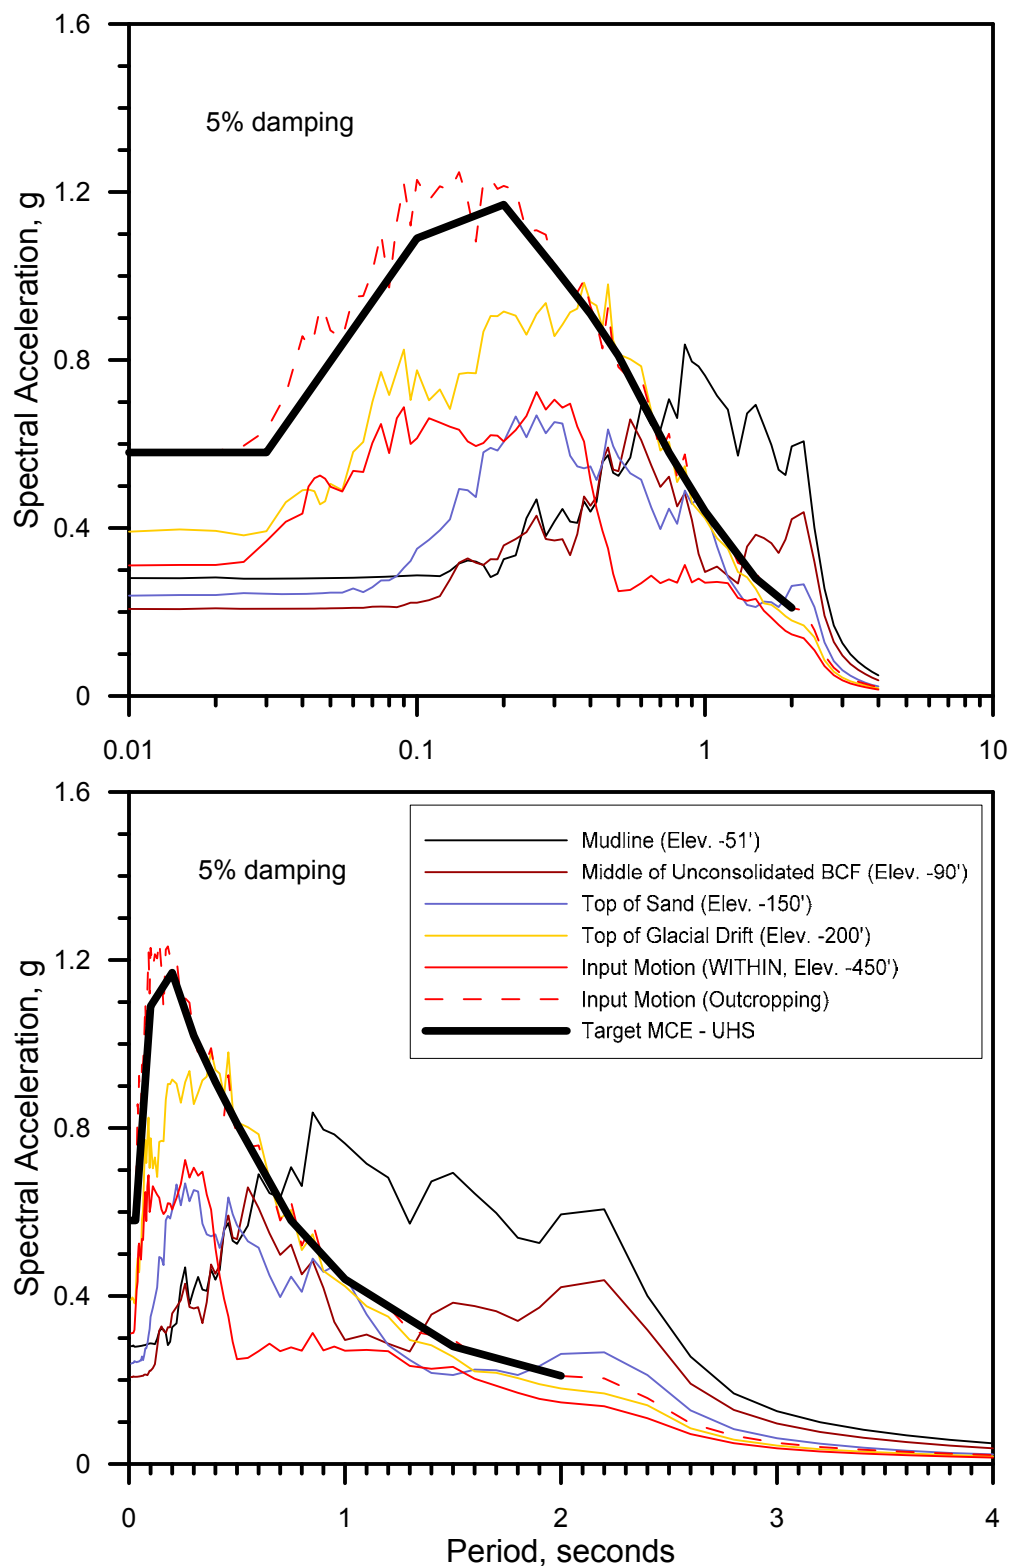 1.6
5% damping
1.2
0.8
0.4
0
Spectral Acceleration, g
0.01
0.1
1
10
1.6
Mudline (Elev. -51')
5% damping
Middle of Unconsolidated BCF (Elev. -90')
Top of Sand (Elev. -150')
Top of Glacial Drift (Elev. -200')
1.2
Input Motion (WITHIN, Elev. -450')
Input Motion (Outcropping)
Target MCE - UHS
0.8
0.4
0
Spectral Acceleration, g
0
1
2
3
4
Period, seconds